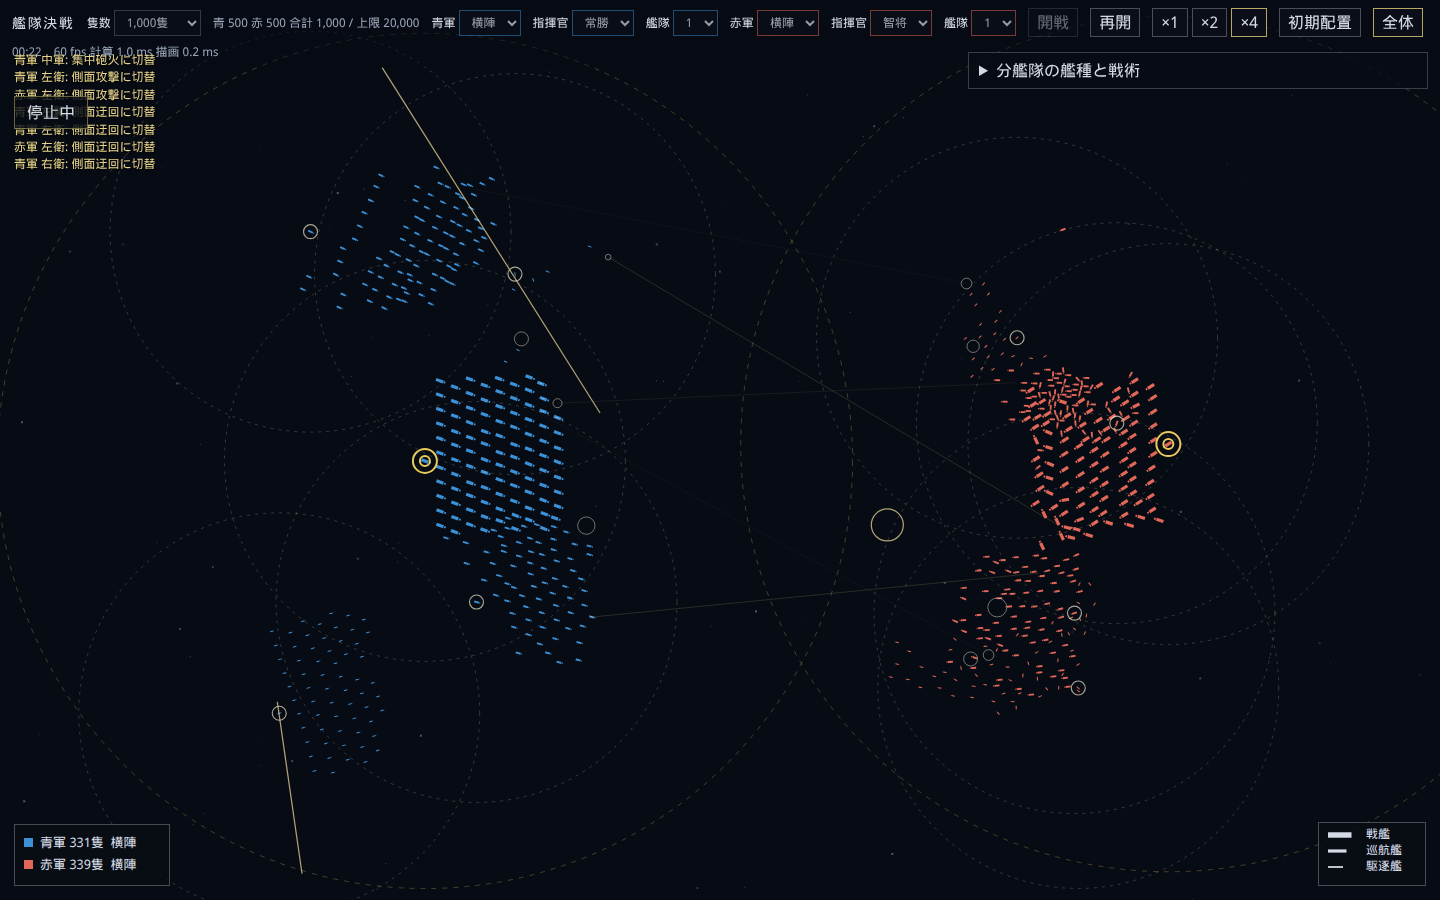 艦隊決戦 隻数 1,000隻 青 500 赤 500 合計 1,000 / 上限 20,000 青軍 横陣 指揮官 常勝 艦隊 1 赤軍 横陣 指揮官 智将 艦隊 1 開戦 再開 ×1 ×2 ×4 初期配置 全体
00:22 60 fps 計算 1.0 ms 描画 0.2 ms
青軍 中軍: 集中砲火に切替
▶ 分艦隊の艦種と戦術
青軍 左衛: 側面攻撃に切替
赤軍 左衛: 側面攻撃に切替
停止中
側面迂回に切替
青軍 左衛: 側面迂回に切替
赤軍 左衛: 側面迂回に切替
青軍 右衛: 側面迂回に切替
青軍 331隻 横陣
赤軍 339隻 横陣
戦艦
巡航艦
駆逐艦